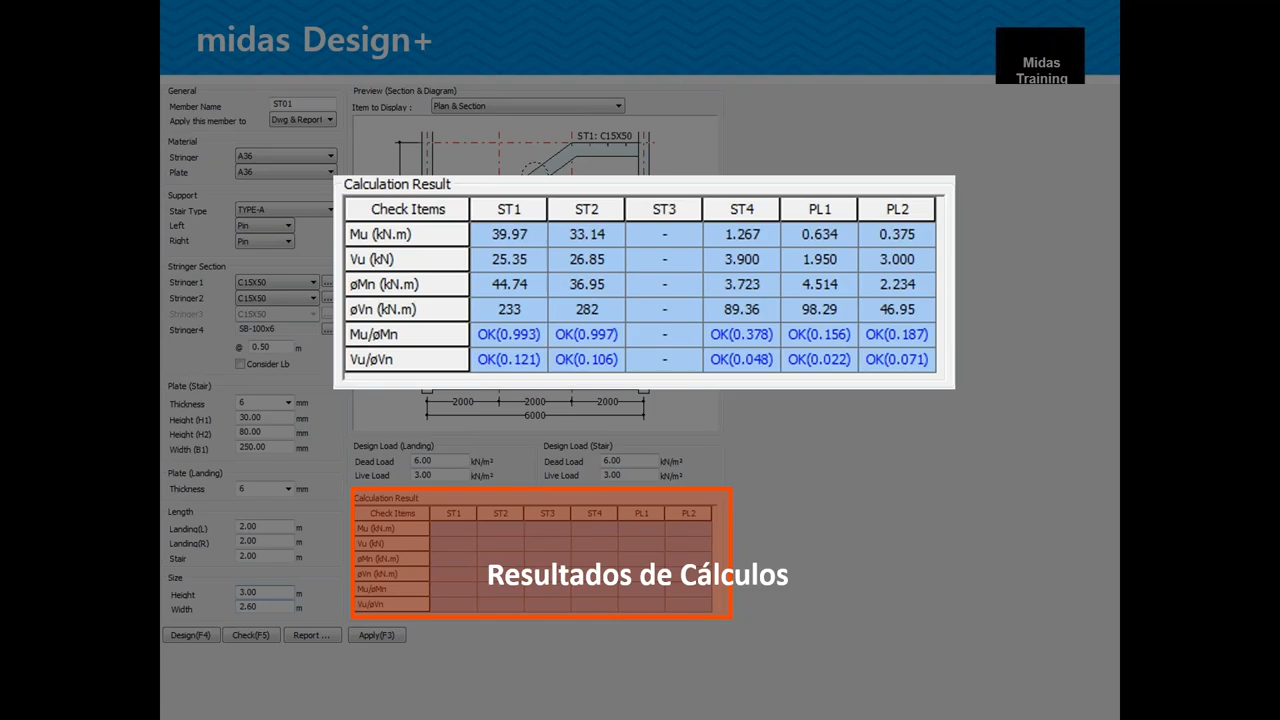 midas Design+
Midas
Training
General
Member Name ST01
Apply this member to Dwg & Report
Material
Stringer A36
Plate A36
Support
Stair Type TYPE-A
Left Pin
Right Pin
Stringer Section
Stringer1 C15X50 ...
Stringer2 C15X50 ...
Stringer3 C15X50
Stringer4 SB-100x6 ...
@ 0.50 m
Consider Lb
Plate (Stair)
Thickness 6 mm
Height (H1) 30.00 mm
Height (H2) 80.00 mm
Width (B1) 250.00 mm
Plate (Landing)
Thickness 6 mm
Length
Landing(L) 2.00 m
Landing(R) 2.00 m
Stair 2.00 m
Size
Height 3.00 m
Width 2.60 m
Design(F4) Check(F5) Report ... Apply(F3)
Preview (Section & Diagram)
Item to Display : Plan & Section
ST1: C15X50
Calculation Result
Check Items ST1 ST2 ST3 ST4 PL1 PL2
Mu (kN.m) 39.97 33.14 - 1.267 0.634 0.375
Vu (kN) 25.35 26.85 - 3.900 1.950 3.000
øMn (kN.m) 44.74 36.95 - 3.723 4.514 2.234
øVn (kN.m) 233 282 - 89.36 98.29 46.95
Mu/øMn OK(0.993) OK(0.997) - OK(0.378) OK(0.156) OK(0.187)
Vu/øVn OK(0.121) OK(0.106) - OK(0.048) OK(0.022) OK(0.071)
2000 2000 2000
6000
Design Load (Landing) Design Load (Stair)
Dead Load 6.00 kN/m² Dead Load 6.00 kN/m²
Live Load 3.00 kN/m² Live Load 3.00 kN/m²
Calculation Result
Check Items ST1 ST2 ST3 ST4 PL1 PL2
Mu (kN.m)
Vu (kN)
øMn (kN.m)
øVn (kN.m)
Mu/øMn
Vu/øVn
Resultados de Cálculos